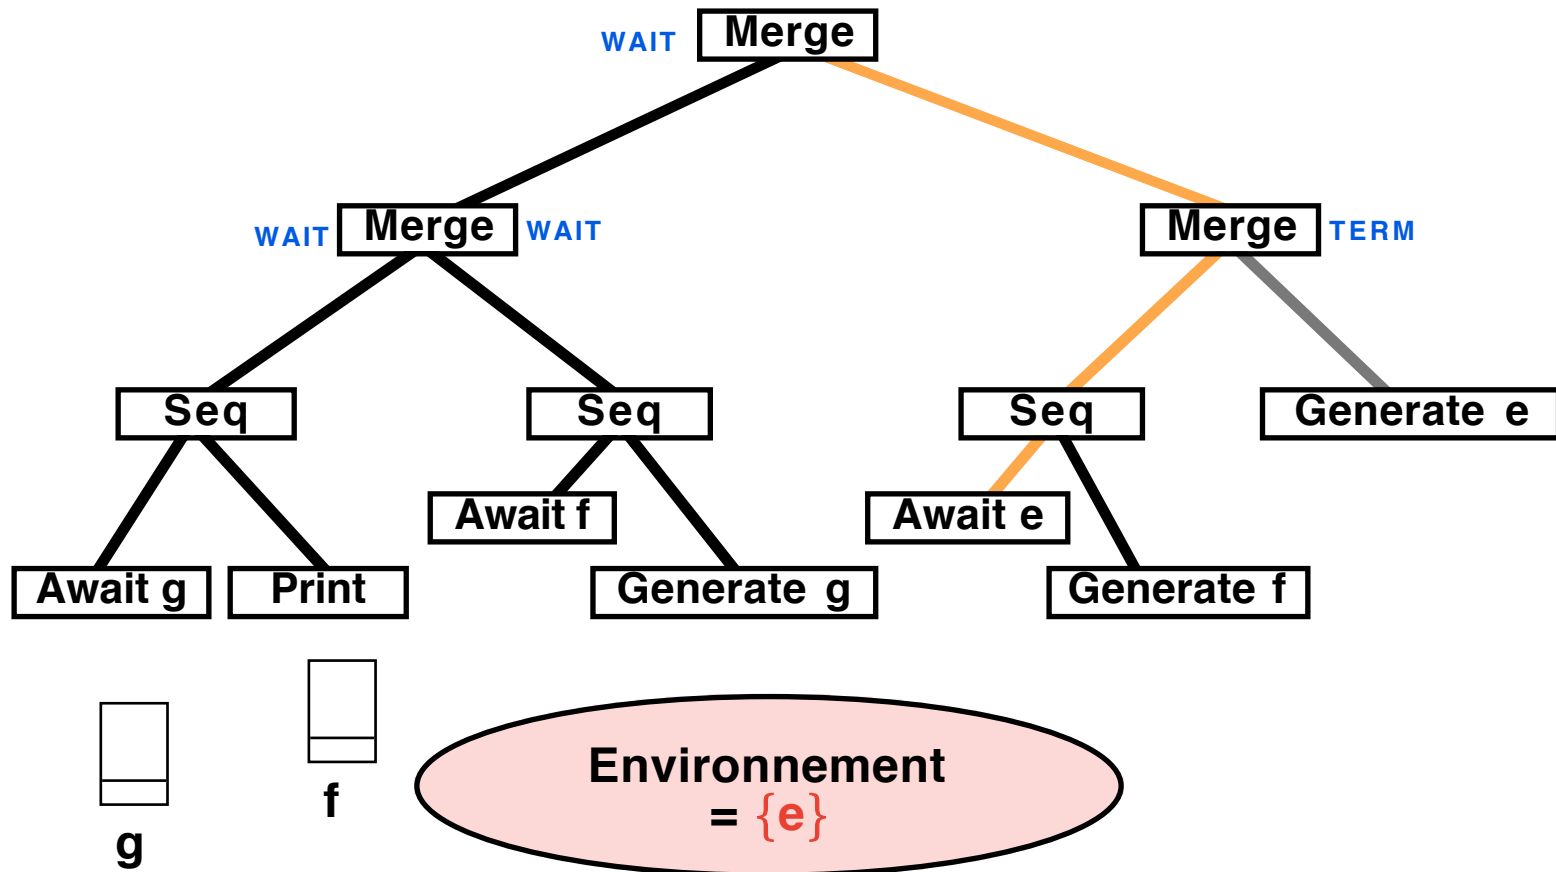 WAIT Merge
WAIT Merge WAIT
Merge TERM
Seq
Seq
Seq
Generate e
Await f
Await e
Await g
Print
Generate g
Generate f
g
f
Environnement
= {e}